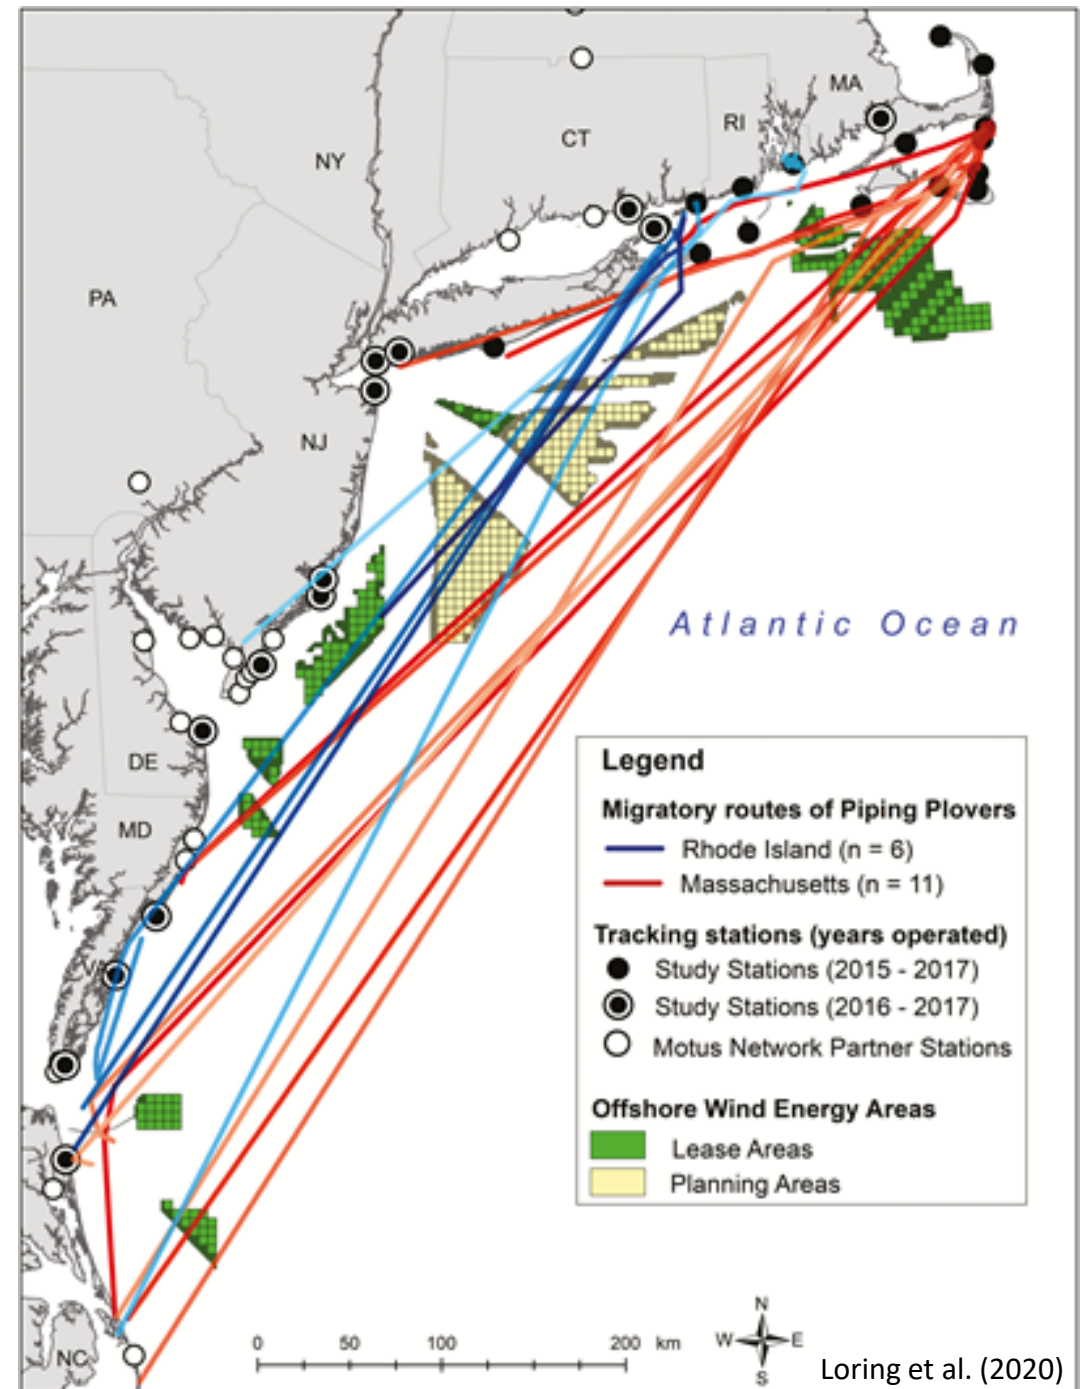 MA
RI
CT
NY
PA
NJ
Atlantic Ocean
DE
MD
VA
NC
Legend
Migratory routes of Piping Plovers
Rhode Island (n = 6)
Massachusetts (n = 11)
Tracking stations (years operated)
Study Stations (2015 - 2017)
Study Stations (2016 - 2017)
Motus Network Partner Stations
Offshore Wind Energy Areas
Lease Areas
Planning Areas
N
W E
S
0 50 100 200 km
Loring et al. (2020)